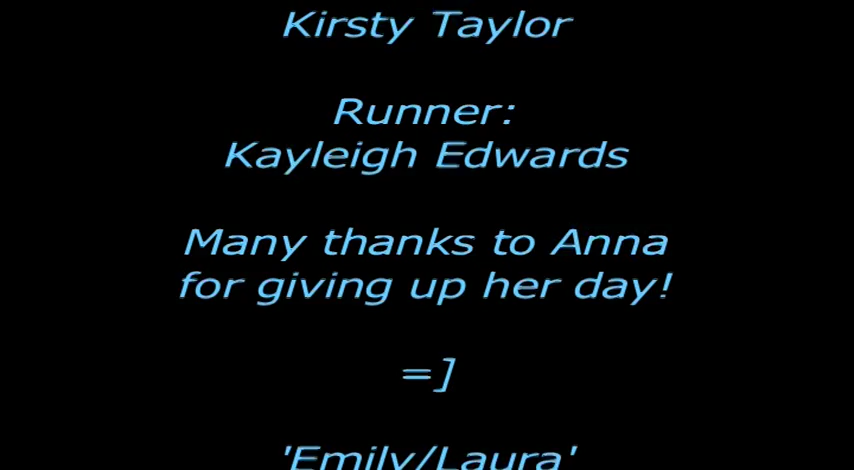 Kirsty Taylor
Runner:
Kayleigh Edwards
Many thanks to Anna
for giving up her day!
=]
'Emily/Laura'